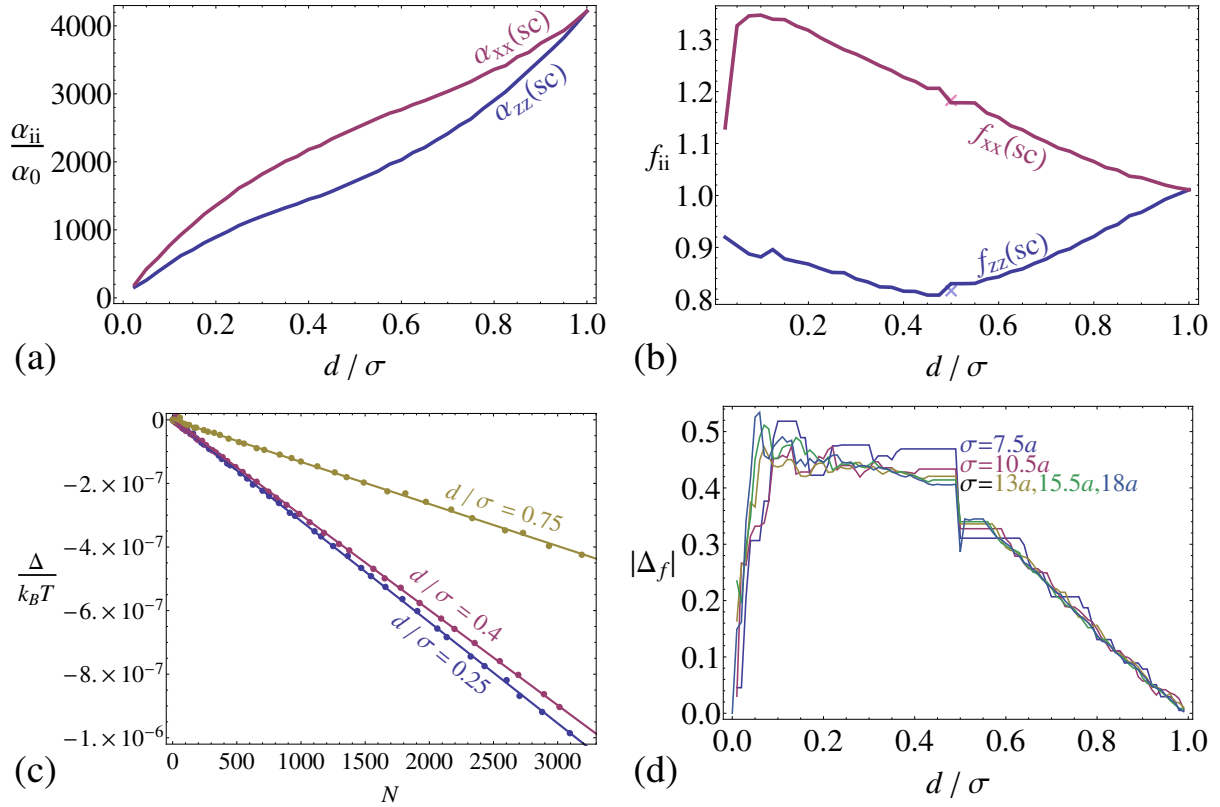 4000
3000
2000
1000
0
α_ii / α_0
α_xx(sc)
α_zz(sc)
0.0 0.2 0.4 0.6 0.8 1.0
(a)
d / σ
1.3
1.2
1.1
1.0
0.9
0.8
f_ii
f_xx(sc)
f_zz(sc)
0.2 0.4 0.6 0.8 1.0
(b)
d / σ
0
−2. × 10^−7
−4. × 10^−7
−6. × 10^−7
−8. × 10^−7
−1. × 10^−6
Δ / k_B T
d / σ = 0.75
d / σ = 0.4
d / σ = 0.25
0 500 1000 1500 2000 2500 3000
(c)
N
0.5
0.4
0.3
0.2
0.1
0.0
|Δ_f|
σ=7.5a
σ=10.5a
σ=13a,15.5a,18a
0.0 0.2 0.4 0.6 0.8 1.0
(d)
d / σ